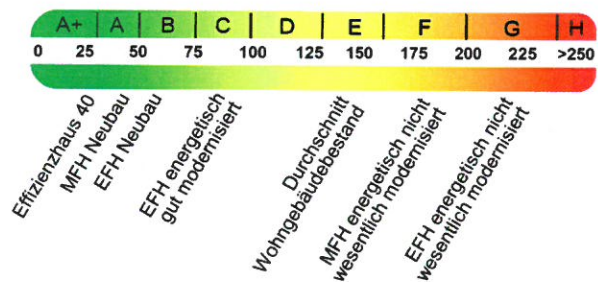 A+ A B C D E F G H
0 25 50 75 100 125 150 175 200 225 >250
Effizienzhaus 40
MFH Neubau
EFH Neubau
EFH energetisch
gut modernisiert
Durchschnitt
Wohngebäudebestand
MFH energetisch nicht
wesentlich modernisiert
EFH energetisch nicht
wesentlich modernisiert